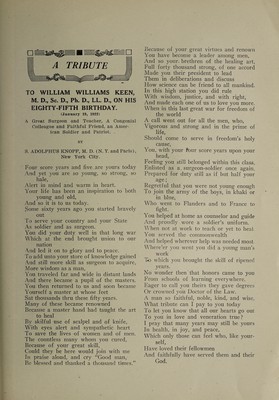 A TRIBUTE
TO WILLIAM WILLIAMS KEEN,
M. D., Sc. D., Ph. D., LL. D., ON HIS
EIGHTY-FIFTH BIRTHDAY.
(January 19, 1922)
A Great Surgeon and Teacher, A Congenial
Colleague and Faithful Friend, an Amer-
ican Soldier and Patriot.
BY
S. ADOLPHUS KNOPF, M. D. (N. Y. and Paris),
New York City.
Four score years and five are yours today
And yet you are so young, so strong, so
hale,
Alert in mind and warm in heart.
Your life has been an inspiration to both
young and old,
And so it is to us today.
Some sixty years ago you started bravely
out
To serve your country and your State
As soldier and as surgeon.
You did your duty well in that long war
Which at the end brought union to our
nation
And led it on to glory and to peace.
To add unto your store of knowledge gained
And still more skill as surgeon to acquire,
More wisdom as a man,
You traveled far and wide in distant lands
And there became a pupil of the masters.
You then returned to us and soon became
Yourself a master at whose feet
Sat thousands then these fifty years.
Many of these became renowned
Because a master hand had taught the art
to heal
By skilful use of scalpel and of knife,
With eyes alert and sympathetic heart
To save the lives of women and of men.
The countless many whom you cured,
Because of your great skill,
Could they be here would join with me
In praise aloud, and cry "Good man,
Be blessed and thanked a thousand times."
Because of your great virtues and renown
You have become a leader among men,
And so your brothers of the healing art,
Full forty thousand strong, of one accord
Made you their president to lead
Them in deliberations and discuss
How science can be friend to all mankind.
In this high station you did rule
With wisdom, justice, and with right,
And made each one of us to love you more.
When in this last great war for freedom of
the world
A call went out for all the men, who,
Vigorous and strong and in the prime of
life,
Should come to serve in freedom's holy
cause,
You, with your four score years upon your
head,
Feeling you still belonged within this class,
Enlisted as a surgeon-soldier once again,
Prepared for duty still as if but half your
age;
Regretful that you were not young enough
To join the army of the boys, in khaki or
in blue,
Who went to Flanders and to France to
fight.
You helped at home as counselor and guide
And proudly wore a soldier's uniform.
When not at work to teach or yet to heal
You served the commonwealth
And helped wherever help was needed most.
Where'er you went you did a young man's
work
To which you brought the skill of ripened
years.
No wonder then that honors came to you
From schools of learning everywhere,
Eager to call you theirs they gave degrees
Or crowned you Doctor of the Law.
A man so faithful, noble, kind, and wise
What tribute can I pay to you today
To let you know that all our hearts go out
To you in love and veneration true!
I pray that many years may still be yours
In health, in joy, and peace,
Which only those can feel who, like your-
self,
Have loved their fellowmen
And faithfully have served them and their
God.